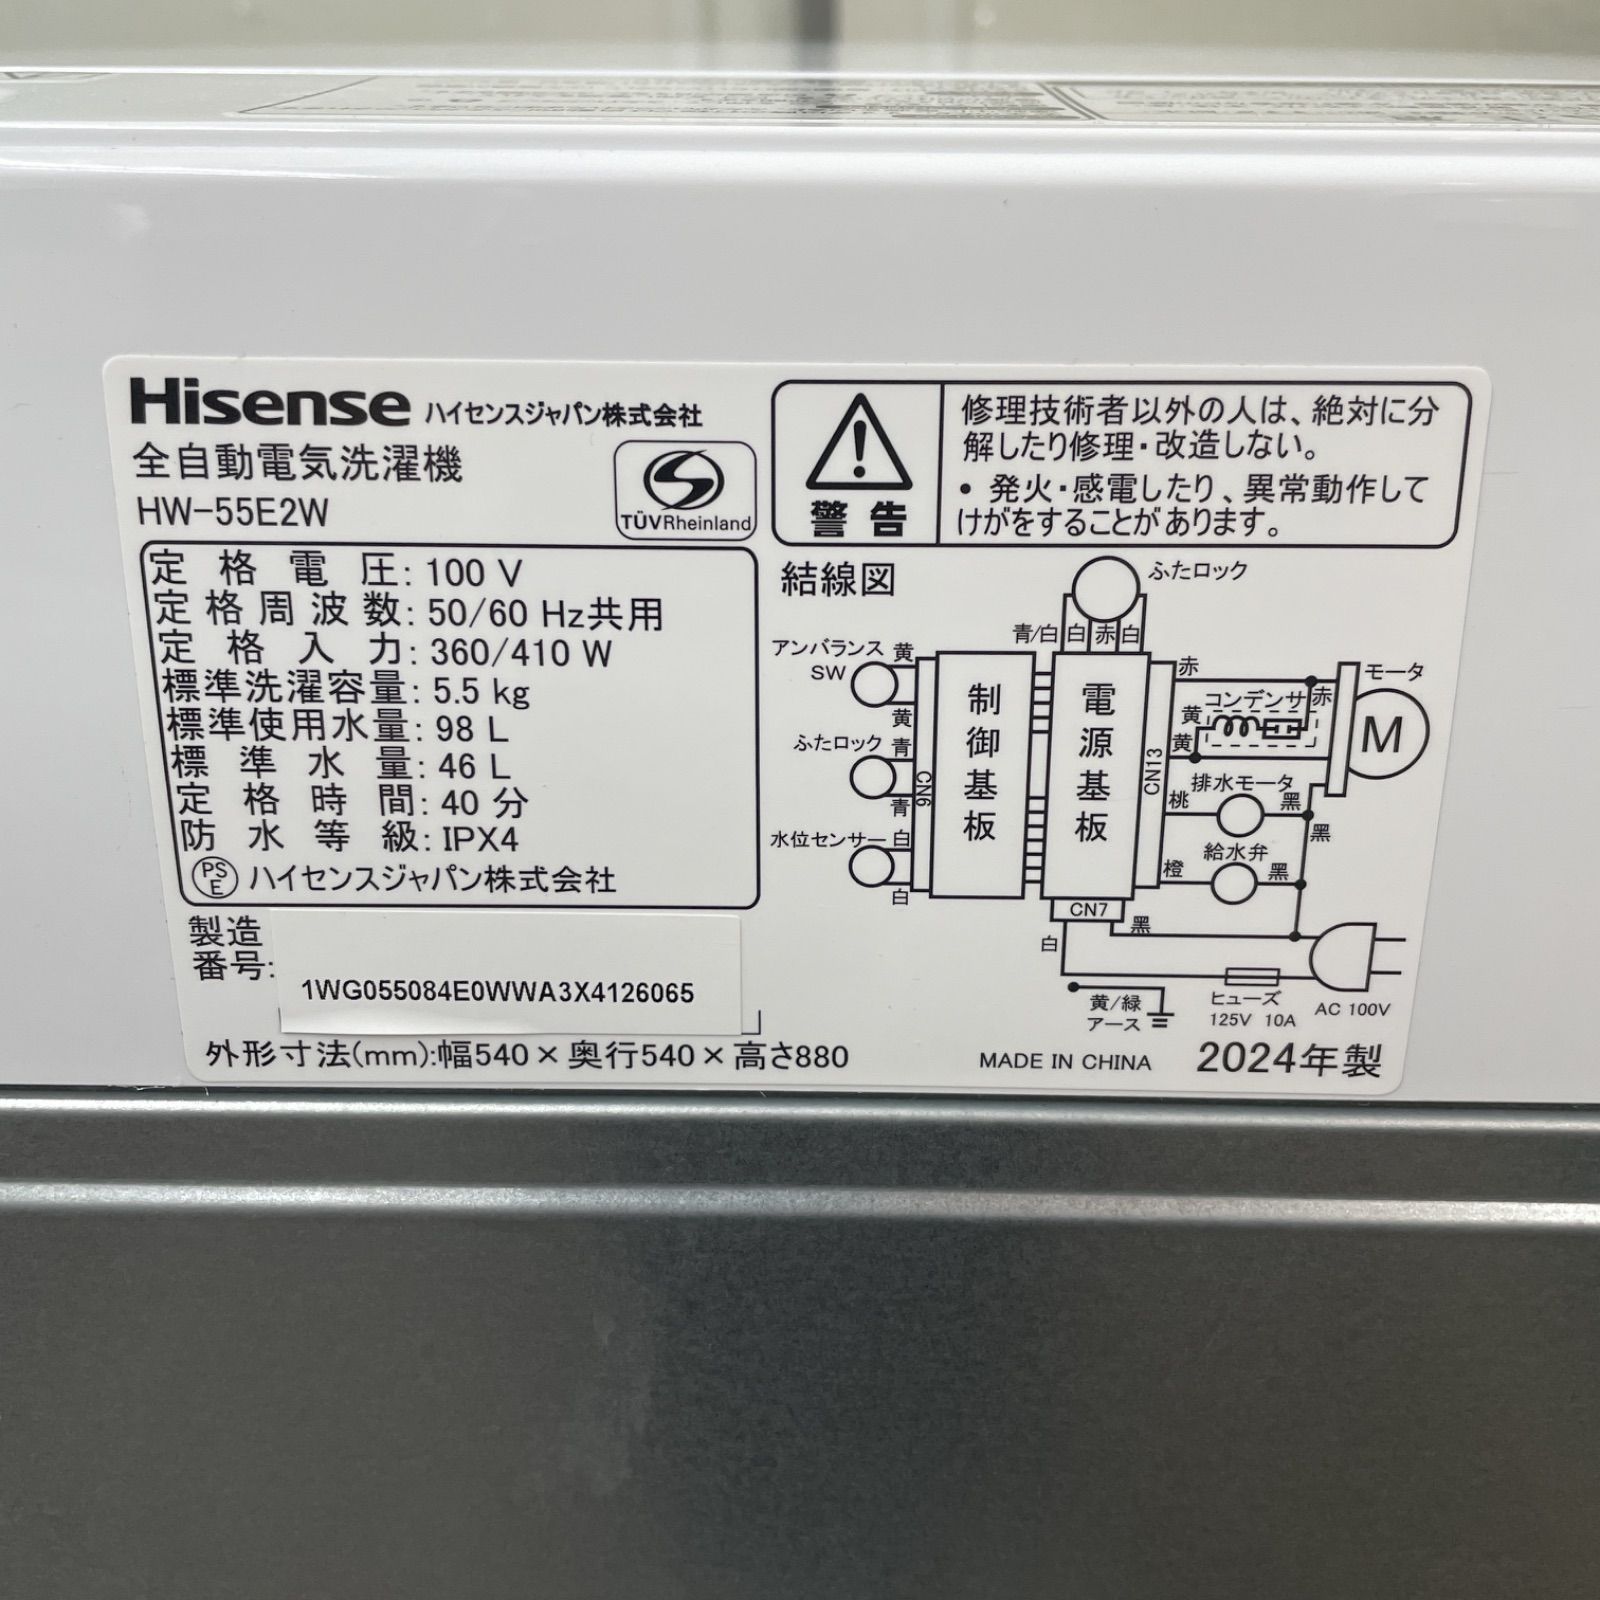 Hisense ハイセンスジャパン株式会社
全自動電気洗濯機
HW-55E2W
TÜVRheinland
定格電圧: 100 V
定格周波数: 50/60 Hz共用
定格入力: 360/410 W
標準洗濯容量: 5.5 kg
標準使用水量: 98 L
標準水量: 46 L
定格時間: 40 分
防水等級: IPX4
PSE ハイセンスジャパン株式会社
製造
番号:
1WG055084E0WWA3X4126065
外形寸法(mm):幅540×奥行540×高さ880
警告
修理技術者以外の人は、絶対に分
解したり修理・改造しない。
• 発火・感電したり、異常動作して
けがをすることがあります。
結線図
ふたロック
青/白 白 赤 白
アンバランス 黄
SW
黄
ふたロック 青
青
水位センサー 白
白
CN6
制御基板
電源基板
CN13
CN7
赤
コンデンサ 赤
黄
黄
モータ
M
排水モータ
桃 黒
黒
給水弁
橙 黒
白 黒
黄/緑
アース
ヒューズ
125V 10A
AC 100V
MADE IN CHINA 2024年製